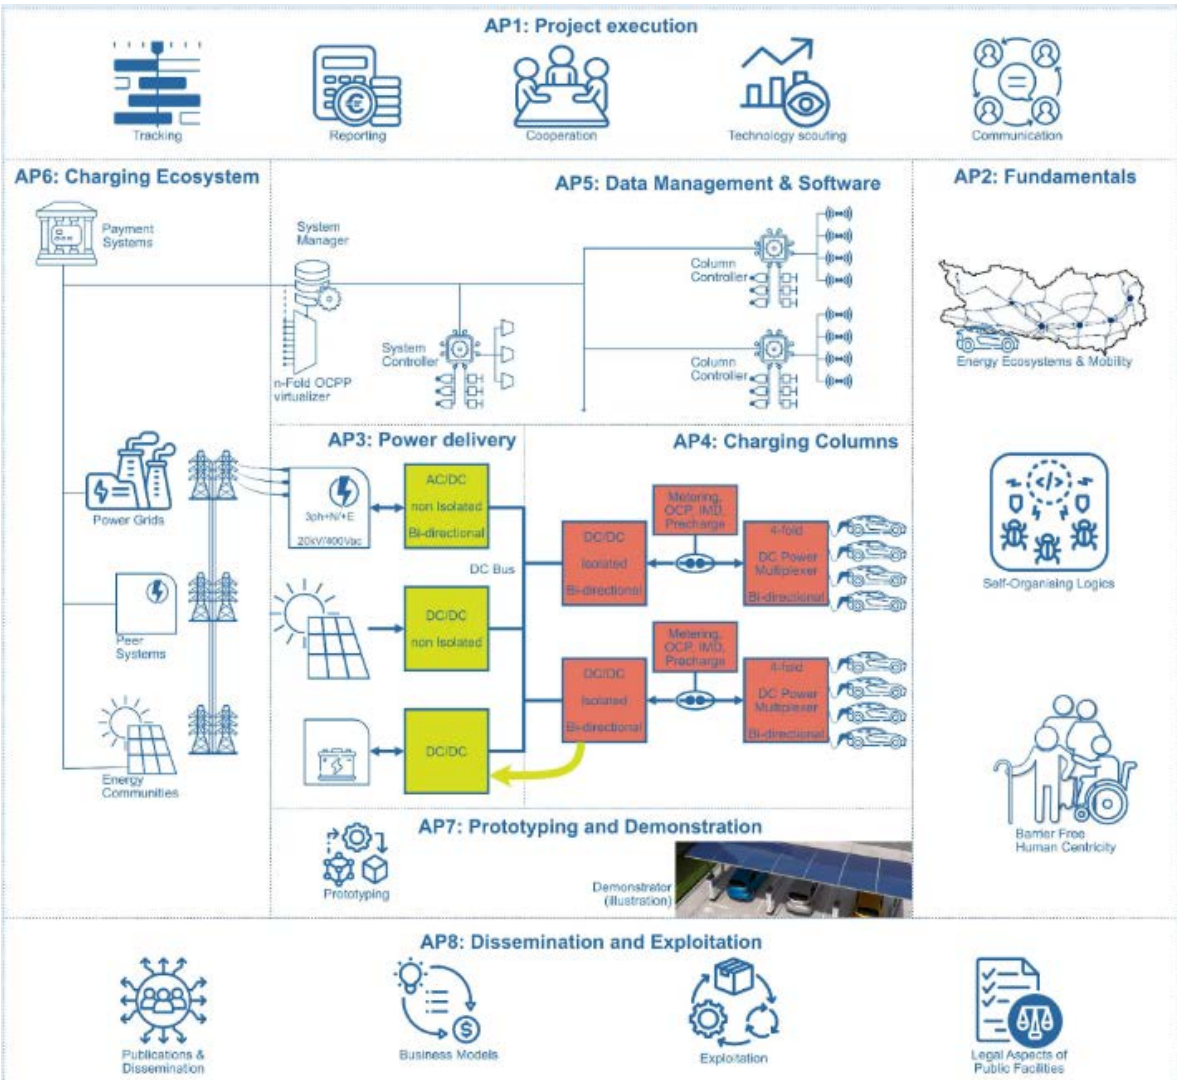 AP1: Project execution
Tracking
Reporting
Cooperation
Technology scouting
Communication
AP6: Charging Ecosystem
Payment
Systems
Power Grids
Peer
Systems
Energy
Communities
AP5: Data Management & Software
System
Manager
n-Fold OCPP
virtualizer
System
Controller
Column
Controller
Column
Controller
AP2: Fundamentals
Energy Ecosystems & Mobility
</>
Self-Organising Logics
Barrier Free
Human Centricity
AP3: Power delivery
3ph+N/+E
20kV/400Vac
AC/DC
non Isolated
Bi-directional
DC Bus
DC/DC
non Isolated
DC/DC
AP4: Charging Columns
DC/DC
Isolated
Bi-directional
Metering,
OCP, IMD,
Precharge
4-fold
DC Power
Multiplexer
Bi-directional
DC/DC
Isolated
Bi-directional
Metering,
OCP, IMD,
Precharge
4-fold
DC Power
Multiplexer
Bi-directional
AP7: Prototyping and Demonstration
Prototyping
Demonstrator
(illustration)
AP8: Dissemination and Exploitation
Publications &
Dissemination
Business Models
Exploitation
Legal Aspects of
Public Facilities